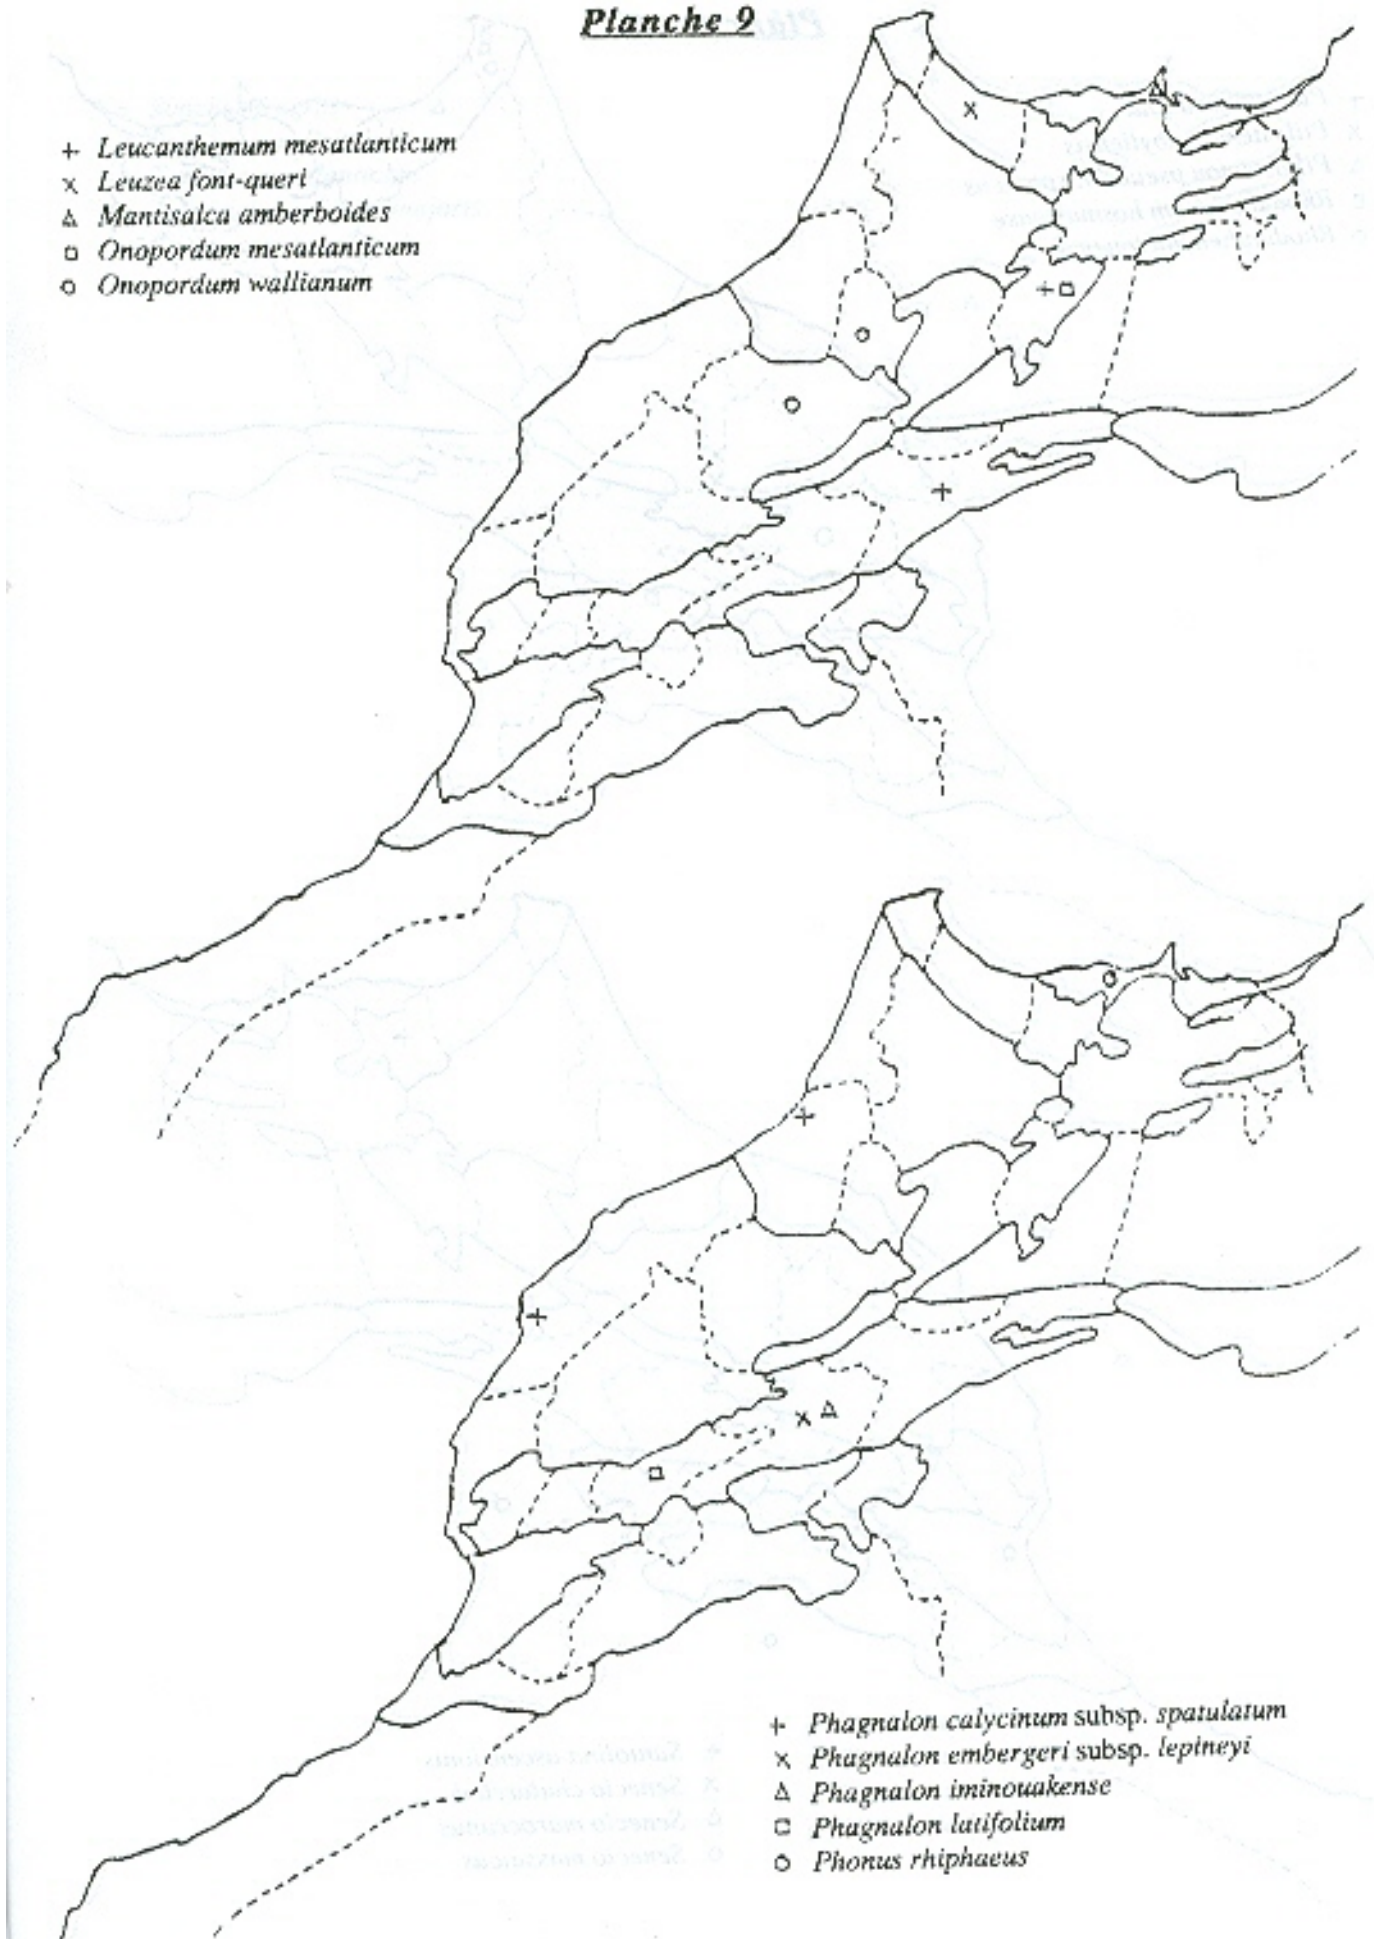 Planche 9
+ Leucanthemum mesatlanticum
x Leuzea font-queri
△ Mantisalca amberboides
□ Onopordum mesatlanticum
○ Onopordum wallianum
+ Phagnalon calycinum subsp. spatulatum
x Phagnalon embergeri subsp. lepineyi
△ Phagnalon iminouakense
□ Phagnalon latifolium
○ Phonus rhiphaeus